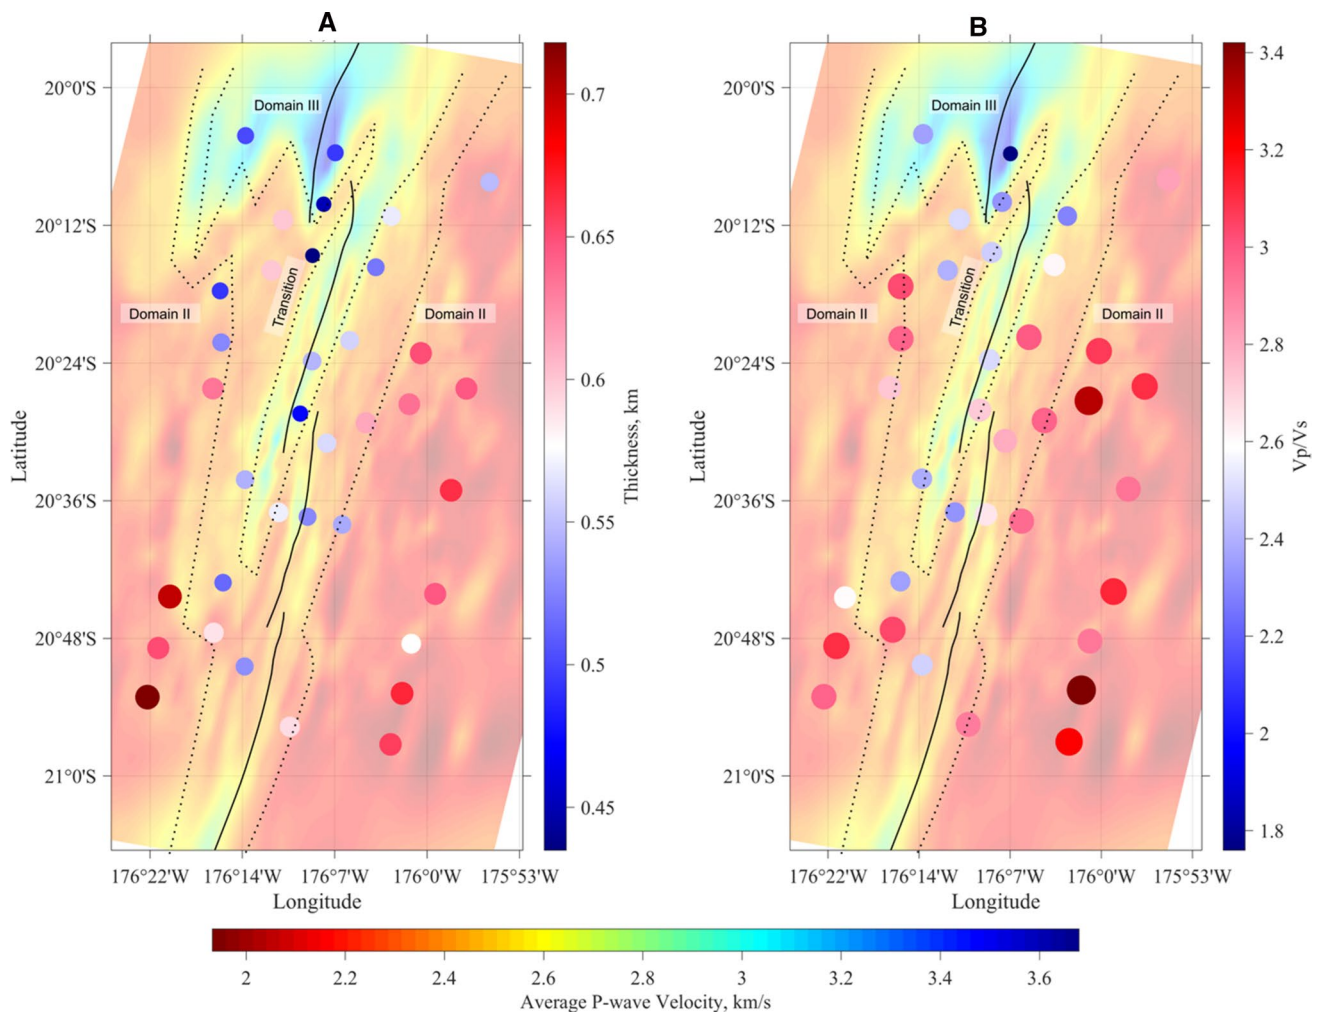 A
B
20°0'S
20°12'S
20°24'S
20°36'S
20°48'S
21°0'S
Latitude
Domain III
Domain II
Transition
Domain II
176°22'W 176°14'W 176°7'W 176°0'W 175°53'W
Longitude
0.7
0.65
0.6
0.55
0.5
0.45
Thickness, km
20°0'S
20°12'S
20°24'S
20°36'S
20°48'S
21°0'S
Latitude
Domain III
Domain II
Transition
Domain II
176°22'W 176°14'W 176°7'W 176°0'W 175°53'W
Longitude
3.4
3.2
3
2.8
2.6
2.4
2.2
2
1.8
Vp/Vs
2 2.2 2.4 2.6 2.8 3 3.2 3.4 3.6
Average P-wave Velocity, km/s